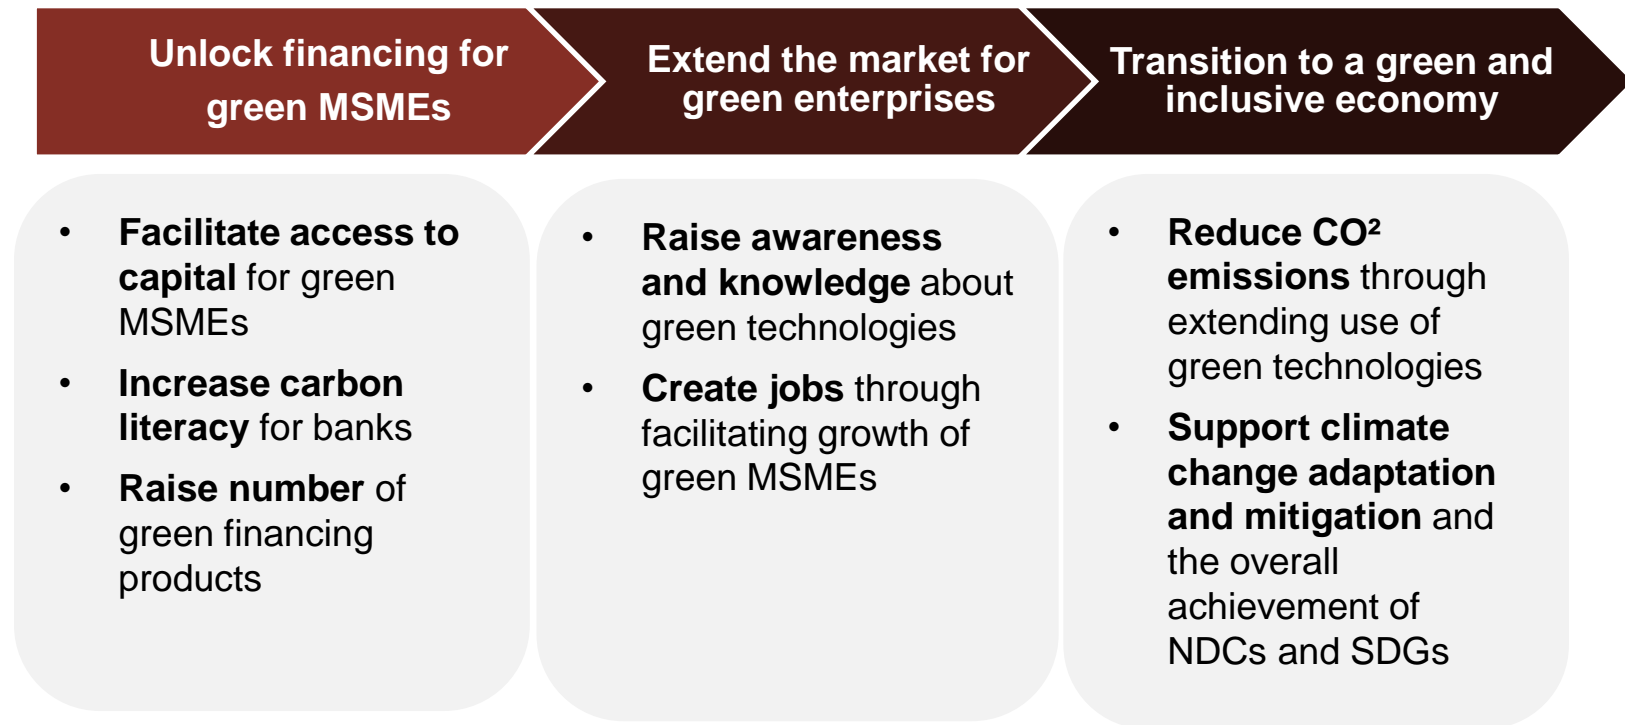 Unlock financing for
green MSMEs
Extend the market for
green enterprises
Transition to a green and
inclusive economy
• Facilitate access to
capital for green
MSMEs
• Increase carbon
literacy for banks
• Raise number of
green financing
products
• Raise awareness
and knowledge about
green technologies
• Create jobs through
facilitating growth of
green MSMEs
• Reduce CO²
emissions through
extending use of
green technologies
• Support climate
change adaptation
and mitigation and
the overall
achievement of
NDCs and SDGs